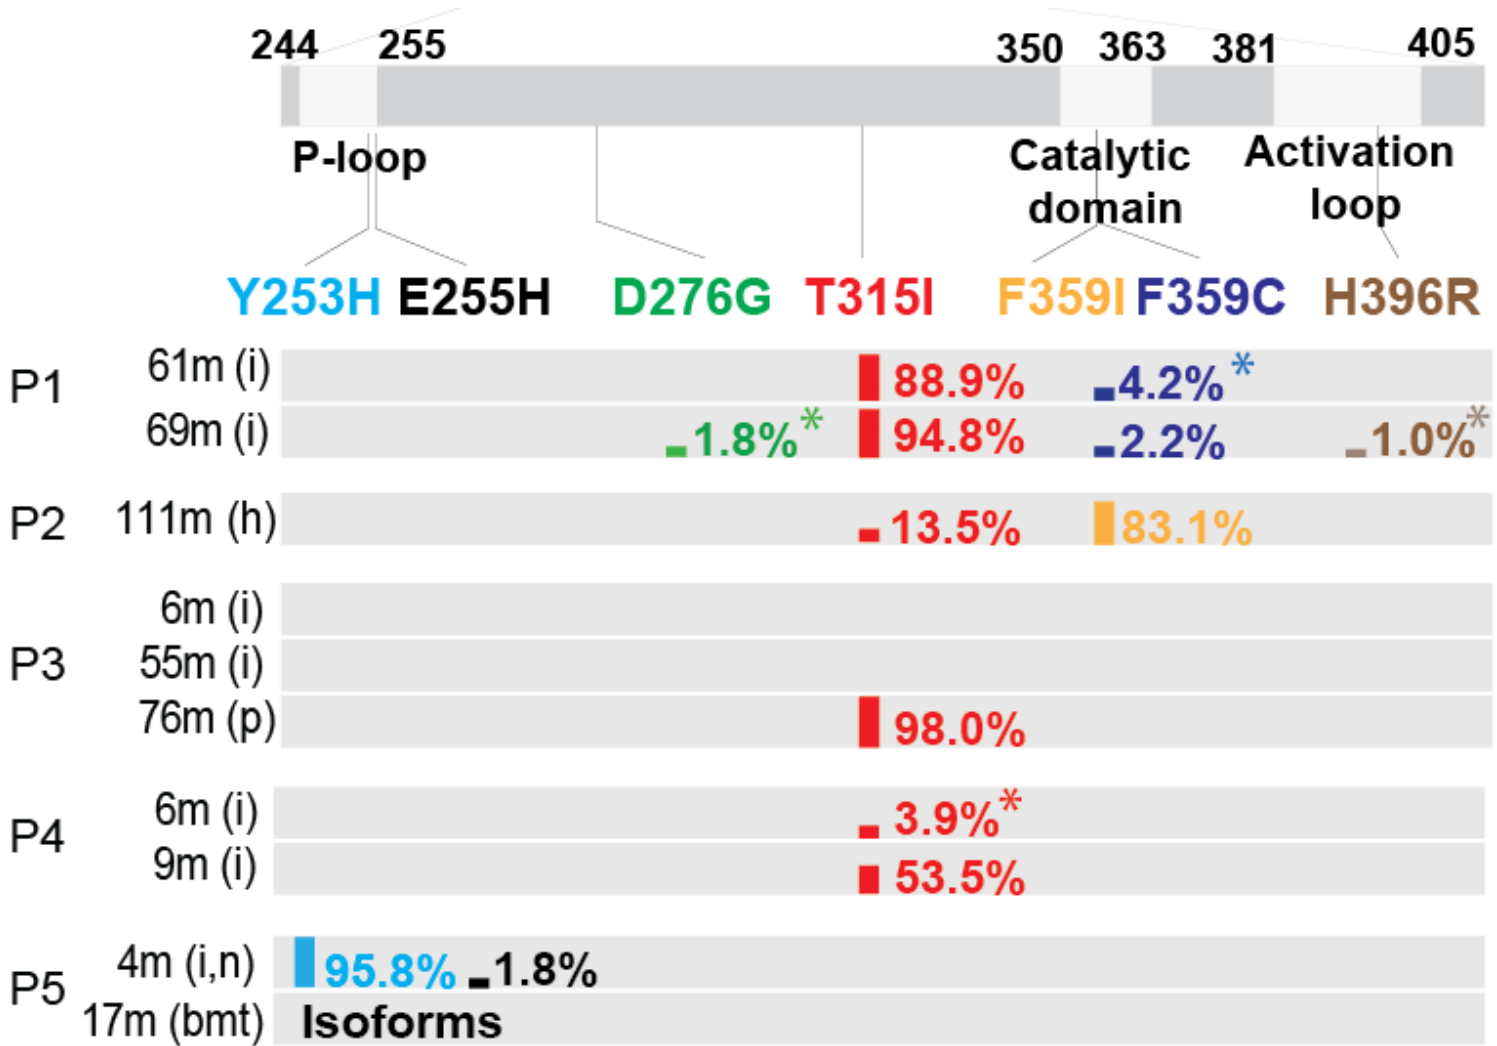 244 255 350 363 381 405
P-loop Catalytic domain Activation loop
Y253H E255H D276G T315I F359I F359C H396R
P1
61m (i) 88.9% 4.2% *
69m (i) 1.8% * 94.8% 2.2% 1.0% *
P2
111m (h) 13.5% 83.1%
P3
6m (i)
55m (i)
76m (p) 98.0%
P4
6m (i) 3.9% *
9m (i) 53.5%
P5
4m (i,n) 95.8% 1.8%
17m (bmt) Isoforms